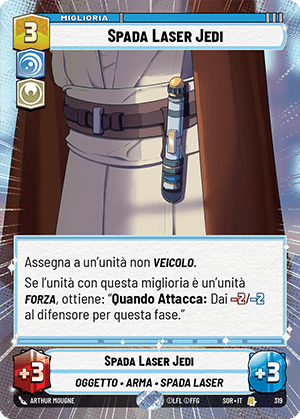 MIGLIORIA
3
SPADA LASER JEDI
Assegna a un'unità non VEICOLO.
Se l'unità con questa miglioria è un'unità
FORZA, ottiene: "Quando Attacca: Dai -2/-2
al difensore per questa fase."
SPADA LASER JEDI
+3
+3
OGGETTO • ARMA • SPADA LASER
ARTHUR MOUGNE
©LFL ©FFG
SOR • IT
319